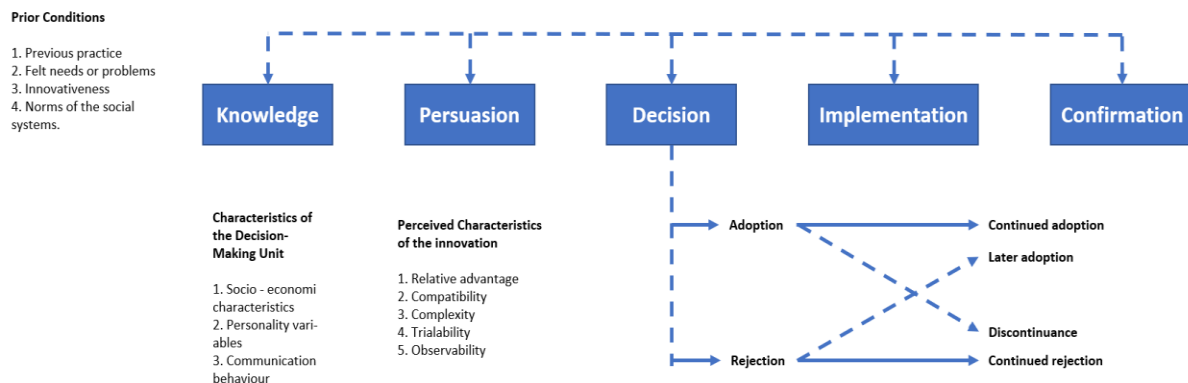 Prior Conditions
1. Previous practice
2. Felt needs or problems
3. Innovativeness
4. Norms of the social
systems.
Knowledge
Persuasion
Decision
Implementation
Confirmation
Characteristics of
the Decision-
Making Unit
1. Socio - economi
characteristics
2. Personality vari-
ables
3. Communication
behaviour
Perceived Characteristics
of the innovation
1. Relative advantage
2. Compatibility
3. Complexity
4. Trialability
5. Observability
Adoption
Rejection
Continued adoption
Later adoption
Discontinuance
Continued rejection